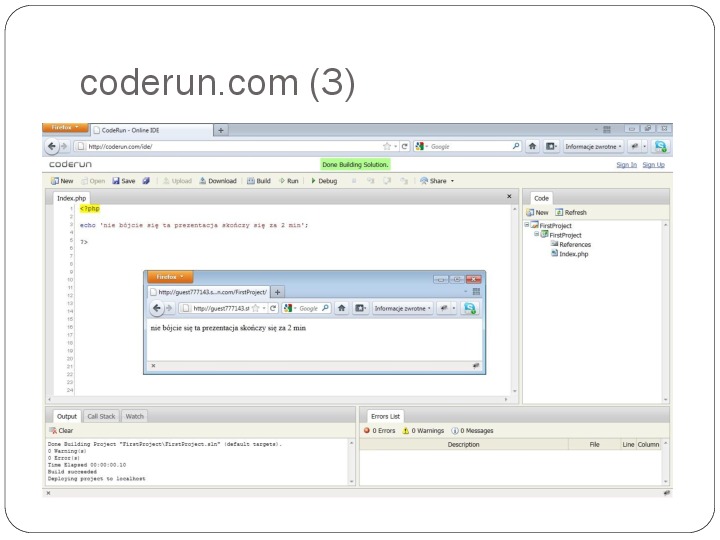 coderun.com (3)
Firefox
CodeRun - Online IDE
http://coderun.com/ide/
Google
Informacje zwrotne
coderun
Done Building Solution.
Sign In Sign Up
New Open Save Upload Download Build Run Debug Share
Index.php
1 <?php
2
3 echo 'nie bójcie się ta prezentacja skończy się za 2 min';
4
5 ?>
6
7
8
9
10
11
12
13
14
15
16
17
18
19
20
21
22
23
24
Code
New Refresh
FirstProject
FirstProject
References
Index.php
Firefox
http://guest777143.s...n.com/FirstProject/
http://guest777143.sh
Google
Informacje zwrotne
nie bójcie się ta prezentacja skończy się za 2 min
Output Call Stack Watch
Clear
Done Building Project "FirstProject\FirstProject.sln" (default targets).
0 Warning(s)
0 Error(s)
Time Elapsed 00:00:00.10
Build succeeded
Deploying project to localhost
Errors List
0 Errors 0 Warnings 0 Messages
Description File Line Column